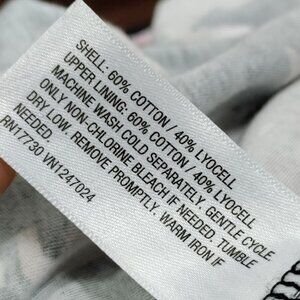 SHELL: 60% COTTON / 40% LYOCELL
UPPER LINING: 60% COTTON / 40% LYOCELL
MACHINE WASH COLD SEPARATELY. GENTLE CYCLE
ONLY NON-CHLORINE BLEACH IF NEEDED. TUMBLE
DRY LOW. REMOVE PROMPTLY. WARM IRON IF
NEEDED.
RN17730 VN1247024